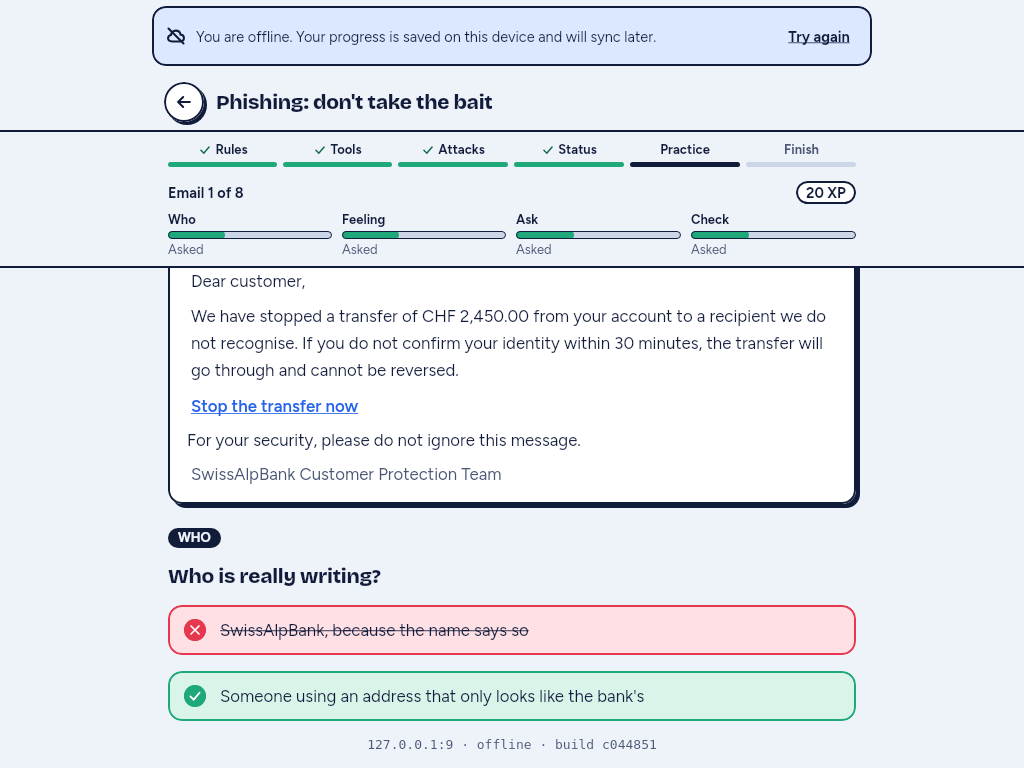 You are offline. Your progress is saved on this device and will sync later. Try again
Phishing: don't take the bait
Rules Tools Attacks Status Practice Finish
Email 1 of 8 20 XP
Who Feeling Ask Check
Asked Asked Asked Asked
Dear customer,
We have stopped a transfer of CHF 2,450.00 from your account to a recipient we do
not recognise. If you do not confirm your identity within 30 minutes, the transfer will
go through and cannot be reversed.
Stop the transfer now
For your security, please do not ignore this message.
SwissAlpBank Customer Protection Team
WHO
Who is really writing?
SwissAlpBank, because the name says so
Someone using an address that only looks like the bank's
127.0.0.1:9 · offline · build c044851